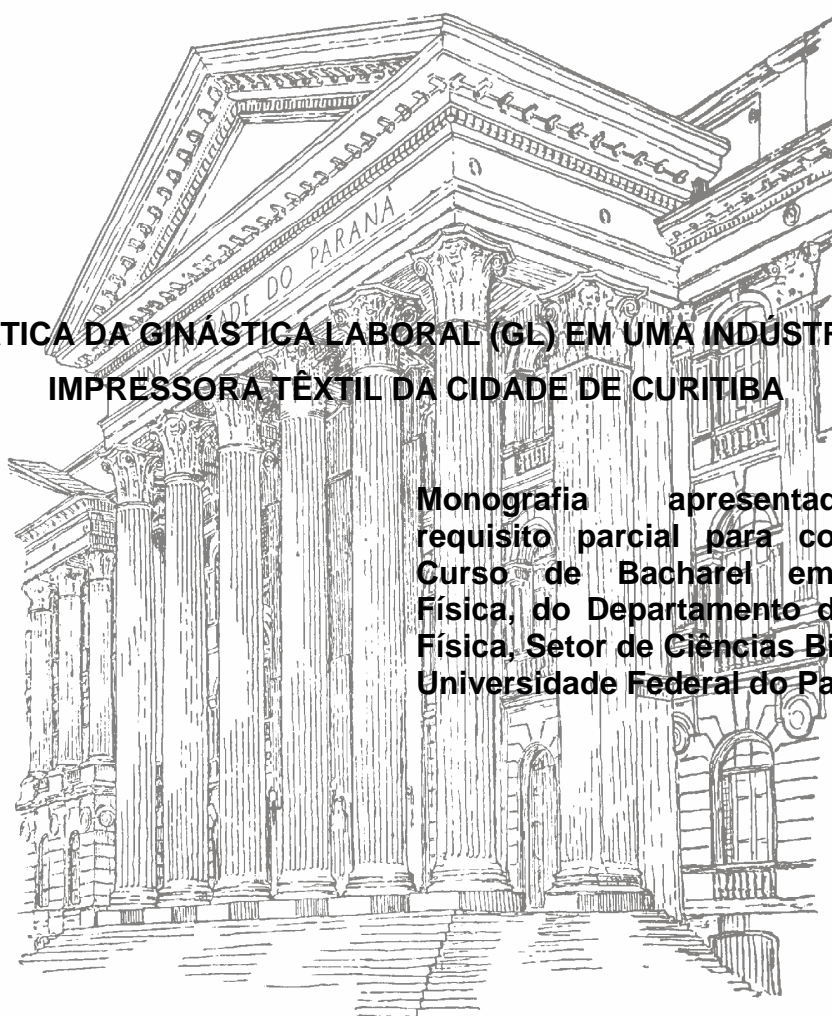 UNIVERSIDADE DO PARANÁ
TICA DA GINÁSTICA LABORAL (GL) EM UMA INDÚSTR
IMPRESSORA TÊXTIL DA CIDADE DE CURITIBA
Monografia apresentad
requisito parcial para co
Curso de Bacharel em
Física, do Departamento d
Física, Setor de Ciências Bi
Universidade Federal do Pa